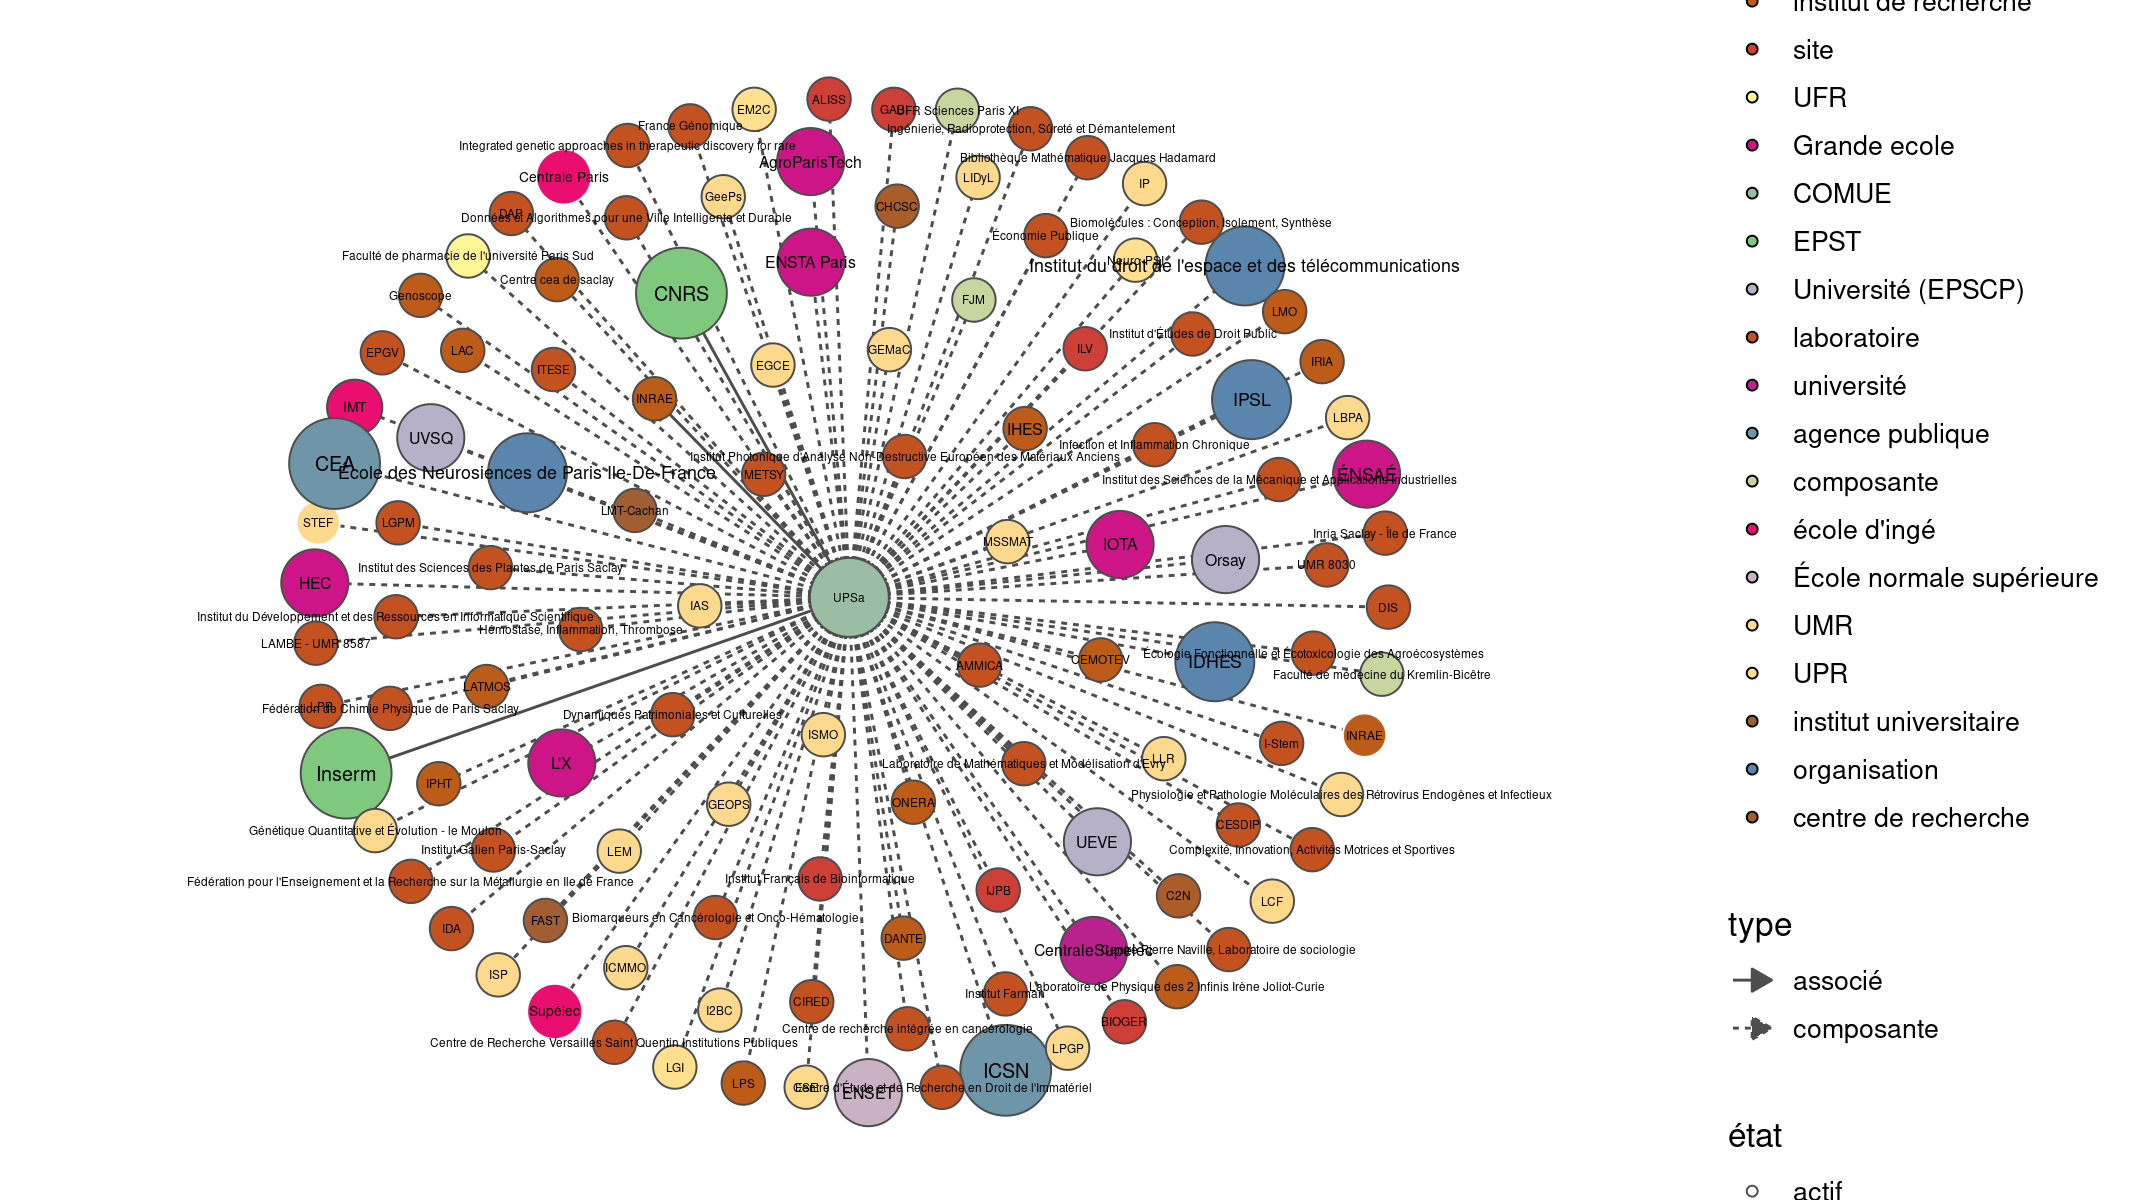 ALISS
EM2C
UFR Sciences Paris XI
France Génomique
Ingénierie, Radioprotection, Sûreté et Démantelement
Integrated genetic approaches in therapeutic discovery for rare
Bibliothèque Mathématique Jacques Hadamard
AgroParisTech
Centrale Paris
LIDyL
IP
GeePs
CHCSC
DAP
Données et Algorithmes pour une Ville Intelligente et Durable
Biomolécules : Conception, Isolement, Synthèse
Économie Publique
Faculté de pharmacie de l'université Paris Sud
ENSTA Paris
Neuro-PSI
Institut du droit de l'espace et des télécommunications
Centre cea de saclay
CNRS
Genoscope
FJM
LMO
Institut d'Études de Droit Public
EPGV
LAC
GEMaC
ILV
EGCE
ITESE
IRIA
INRAE
IPSL
IMT
LBPA
IHES
UVSQ
Infection et Inflammation Chronique
Institut Photonique d'Analyse Non-Destructive Européen des Matériaux Anciens
CEA
École des Neurosiences de Paris Ile-De-France
METSY
ÉNSAÉ
Institut des Sciences de la Mécanique et Applications Industrielles
LMT-Cachan
STEF
LGPM
Inria Saclay - Île de France
MSSMAT
IOTA
Orsay
UMR 8030
Institut des Sciences des Plantes de Paris Saclay
HEC
UPSa
IAS
DIS
Institut du Développement et des Ressources en Informatique Scientifique
Hémostase, Inflammation, Thrombose
LAMBE - UMR 8587
Écologie Fonctionnelle et Écotoxicologie des Agroécosystèmes
CEMOTEV
IDHES
AMMICA
Faculté de médecine du Kremlin-Bicêtre
LATMOS
LPP
Fédération de Chimie Physique de Paris Saclay
Dynamiques Patrimoniales et Culturelles
ISMO
INRAE
I-Stem
LLR
L'X
Laboratoire de Mathématiques et Modélisation d'Evry
Inserm
IPHT
Physiologie et Pathologie Moléculaires des Rétrovirus Endogènes et Infectieux
GEOPS
ONERA
CESDIP
Génétique Quantitative et Évolution - le Moulon
UEVE
Institut Galien Paris-Saclay
LEM
Complexité, Innovation, Activités Motrices et Sportives
Institut Français de Bioinformatique
Fédération pour l'Enseignement et la Recherche sur la Métallurgie en Ile de France
IJPB
C2N
LCF
FAST
Biomarqueurs en Cancérologie et Onco-Hématologie
IDA
DANTE
CentraleSupélec
Centre Pierre Naville, Laboratoire de sociologie
ICMMO
ISP
Laboratoire de Physique des 2 Infinis Irène Joliot-Curie
Institut Farman
CIRED
I2BC
Supélec
BIOGER
Centre de recherche intégrée en cancérologie
Centre de Recherche Versailles Saint Quentin Institutions Publiques
LPGP
LGI
ICSN
LPS
ESE
Centre d'Étude et de Recherche en Droit de l'Immatériel
ENSET
institut de recherche
site
UFR
Grande ecole
COMUE
EPST
Université (EPSCP)
laboratoire
université
agence publique
composante
école d'ingé
École normale supérieure
UMR
UPR
institut universitaire
organisation
centre de recherche
type
associé
composante
état
actif